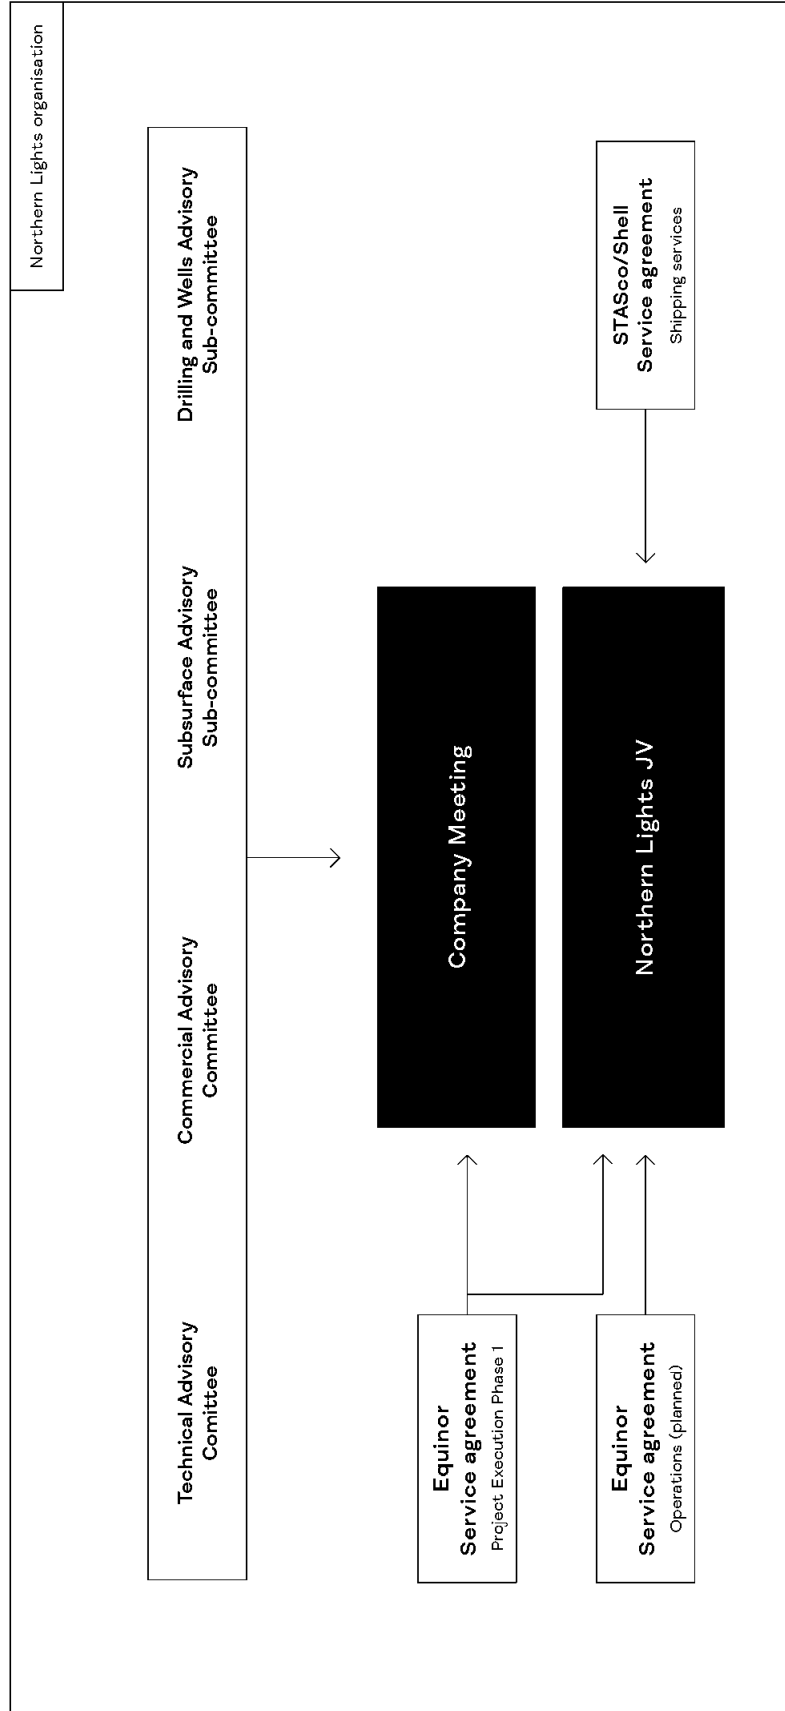 Northern Lights organisation
Technical Advisory
Comittee
Commercial Advisory
Committee
Subsurface Advisory
Sub-committee
Drilling and Wells Advisory
Sub-committee
Company Meeting
Northern Lights JV
Equinor
Service agreement
Project Execution Phase 1
Equinor
Service agreement
Operations (planned)
STASco/Shell
Service agreement
Shipping services